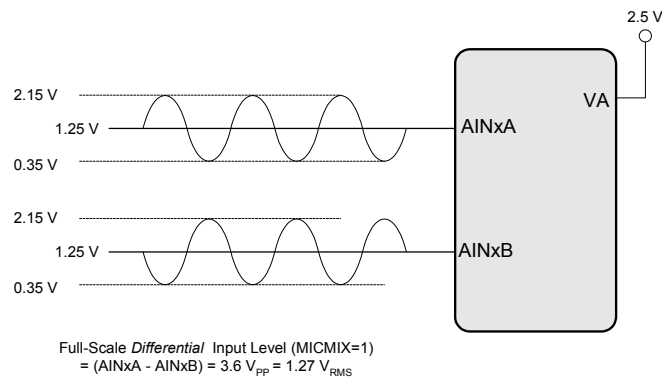 2.5 V
VA
2.15 V
1.25 V
AINxA
0.35 V
2.15 V
1.25 V
AINxB
0.35 V
Full-Scale Differential Input Level (MICMIX=1)
= (AINxA - AINxB) = 3.6 VPP = 1.27 VRMS